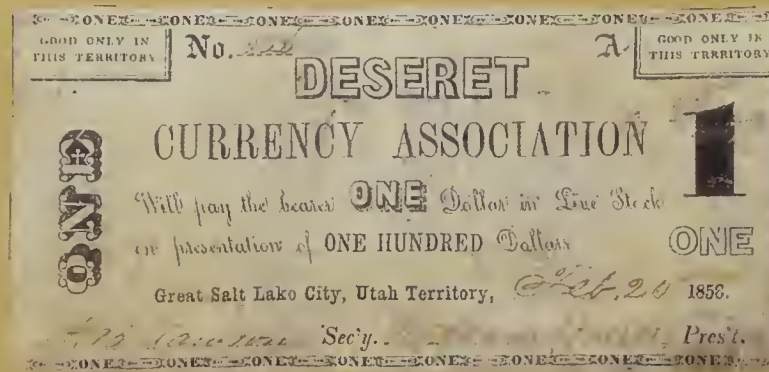 ONE ONE ONE ONE ONE ONE ONE ONE
GOOD ONLY IN
THIS TERRITORY
No.
A
GOOD ONLY IN
THIS TERRITORY
DESERET
CURRENCY ASSOCIATION
ONE
1
Will pay the bearer ONE Dollar in Live Stock
on presentation of ONE HUNDRED Dollars
ONE
Great Salt Lake City, Utah Territory, Feb. 20 1858.
Sec'y.
Pres't.
ONE ONE ONE ONE ONE ONE ONE ONE